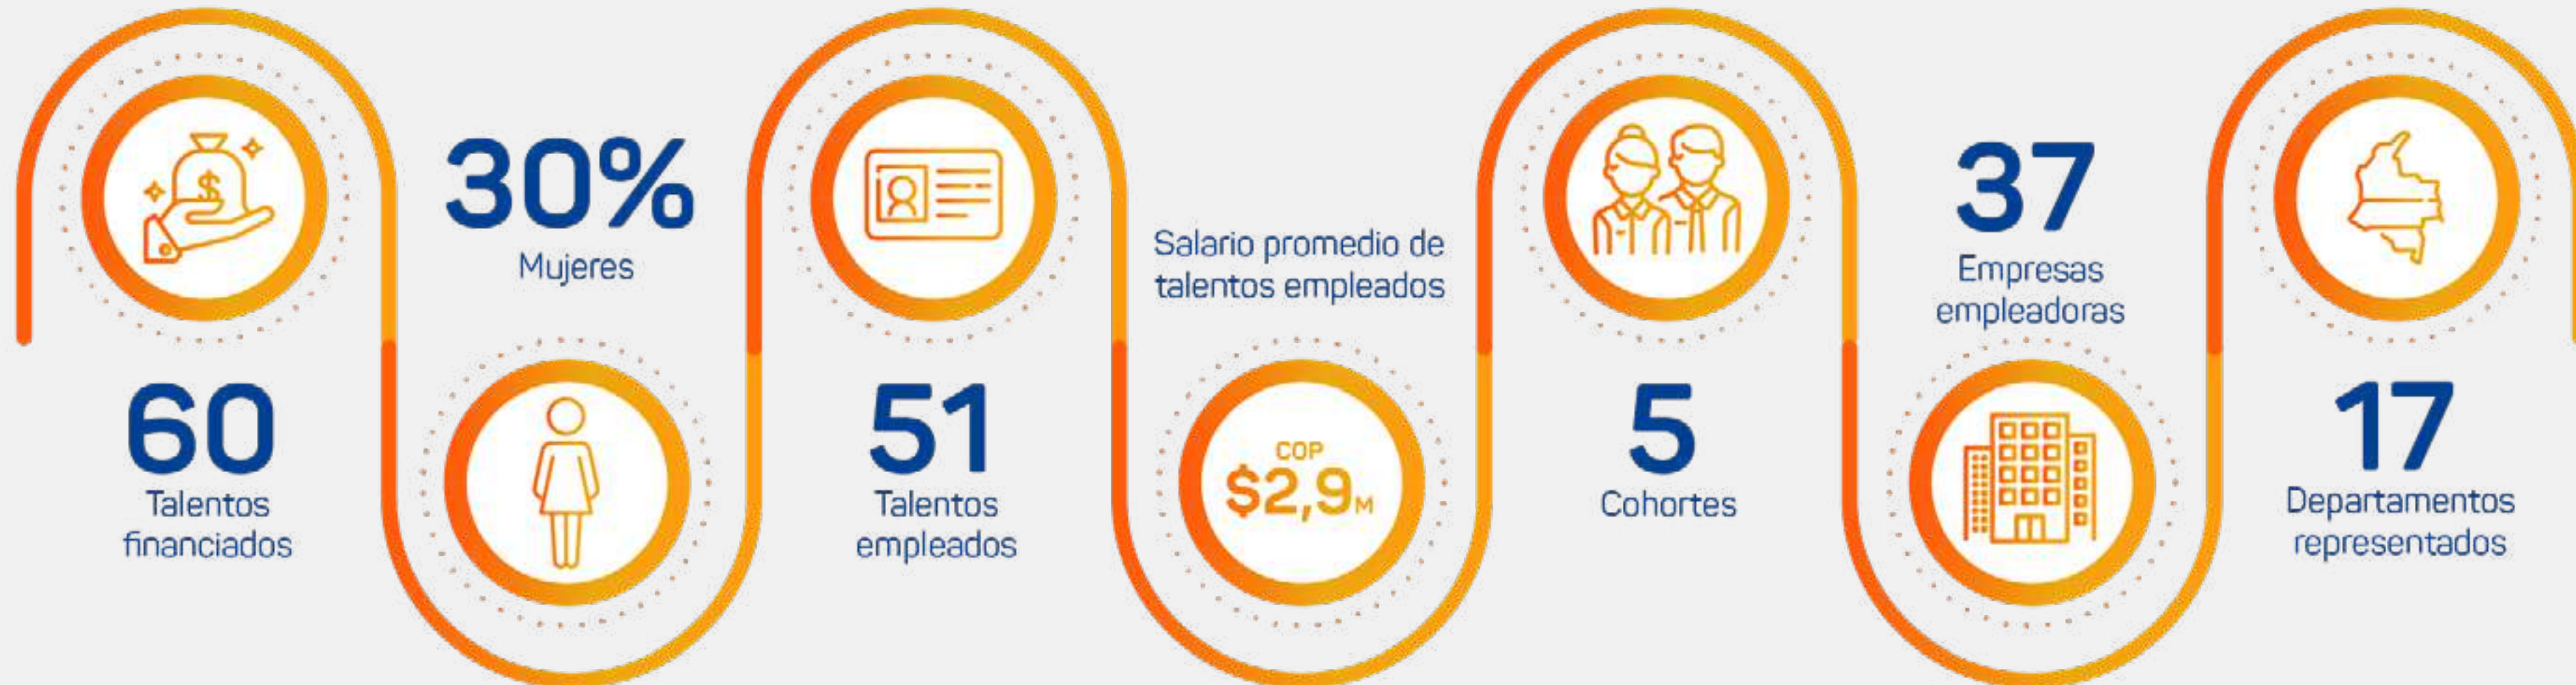 60
Talentos
financiados
30%
Mujeres
51
Talentos
empleados
Salario promedio de
talentos empleados
COP
$2,9M
5
Cohortes
37
Empresas
empleadoras
17
Departamentos
representados